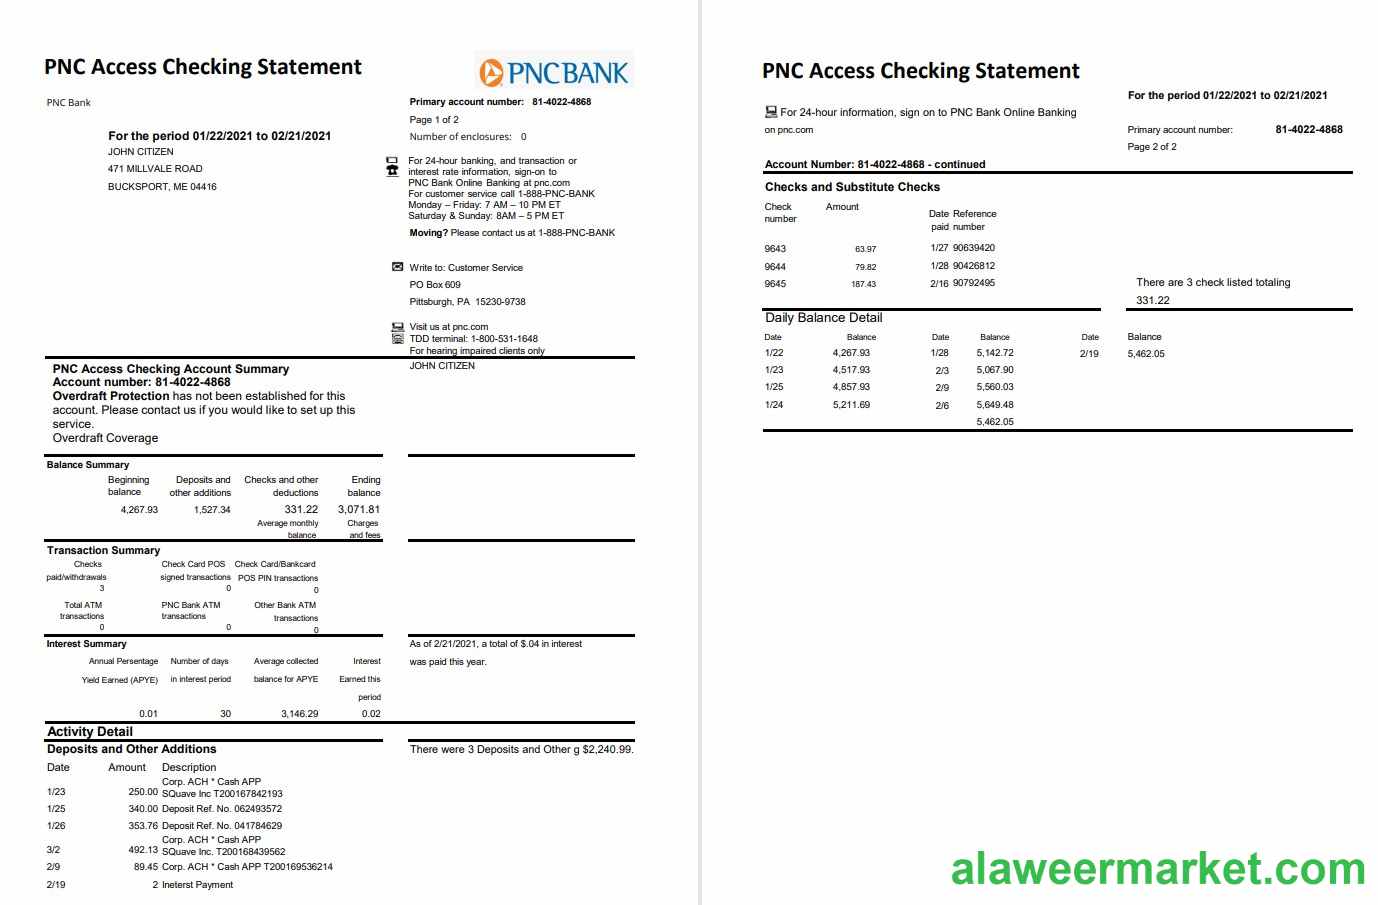 PNC Access Checking Statement
PNCBANK
PNC Bank
Primary account number: 81-4022-4868
Page 1 of 2
Number of enclosures: 0
For the period 01/22/2021 to 02/21/2021
JOHN CITIZEN
471 MILLVALE ROAD
BUCKSPORT, ME 04416
For 24-hour banking, and transaction or
interest rate information, sign-on to
PNC Bank Online Banking at pnc.com
For customer service call 1-888-PNC-BANK
Monday – Friday: 7 AM – 10 PM ET
Saturday & Sunday: 8AM – 5 PM ET
Moving? Please contact us at 1-888-PNC-BANK
Write to: Customer Service
PO Box 609
Pittsburgh, PA 15230-9738
Visit us at pnc.com
TDD terminal: 1-800-531-1648
For hearing impaired clients only
JOHN CITIZEN
PNC Access Checking Account Summary
Account number: 81-4022-4868
Overdraft Protection has not been established for this
account. Please contact us if you would like to set up this
service.
Overdraft Coverage
Balance Summary
Beginning Deposits and Checks and other Ending
balance other additions deductions balance
4,267.93 1,527.34 331.22 3,071.81
Average monthly Charges
balance and fees
Transaction Summary
Checks Check Card POS Check Card/Bankcard
paid/withdrawals signed transactions POS PIN transactions
3 0 0
Total ATM PNC Bank ATM Other Bank ATM
transactions transactions transactions
0 0 0
Interest Summary
As of 2/21/2021, a total of $.04 in interest
was paid this year.
Annual Persentage Number of days Average collected Interest
Yield Earned (APYE) in interest period balance for APYE Earned this
period
0.01 30 3,146.29 0.02
Activity Detail
Deposits and Other Additions
There were 3 Deposits and Other g $2,240.99.
Date Amount Description
Corp. ACH * Cash APP
1/23 250.00 SQuave Inc T200167842193
1/25 340.00 Deposit Ref. No. 062493572
1/26 353.76 Deposit Ref. No. 041784629
Corp. ACH * Cash APP
3/2 492.13 SQuave Inc. T200168439562
2/9 89.45 Corp. ACH * Cash APP T200169536214
2/19 2 Ineterst Payment
PNC Access Checking Statement
For the period 01/22/2021 to 02/21/2021
For 24-hour information, sign on to PNC Bank Online Banking
on pnc.com
Primary account number: 81-4022-4868
Page 2 of 2
Account Number: 81-4022-4868 - continued
Checks and Substitute Checks
Check Amount Date Reference
number paid number
9643 63.97 1/27 90639420
9644 79.82 1/28 90426812
9645 187.43 2/16 90792495
There are 3 check listed totaling
331.22
Daily Balance Detail
Date Balance Date Balance Date Balance
1/22 4,267.93 1/28 5,142.72 2/19 5,462.05
1/23 4,517.93 2/3 5,067.90
1/25 4,857.93 2/9 5,560.03
1/24 5,211.69 2/6 5,649.48
5,462.05
alaweermarket.com